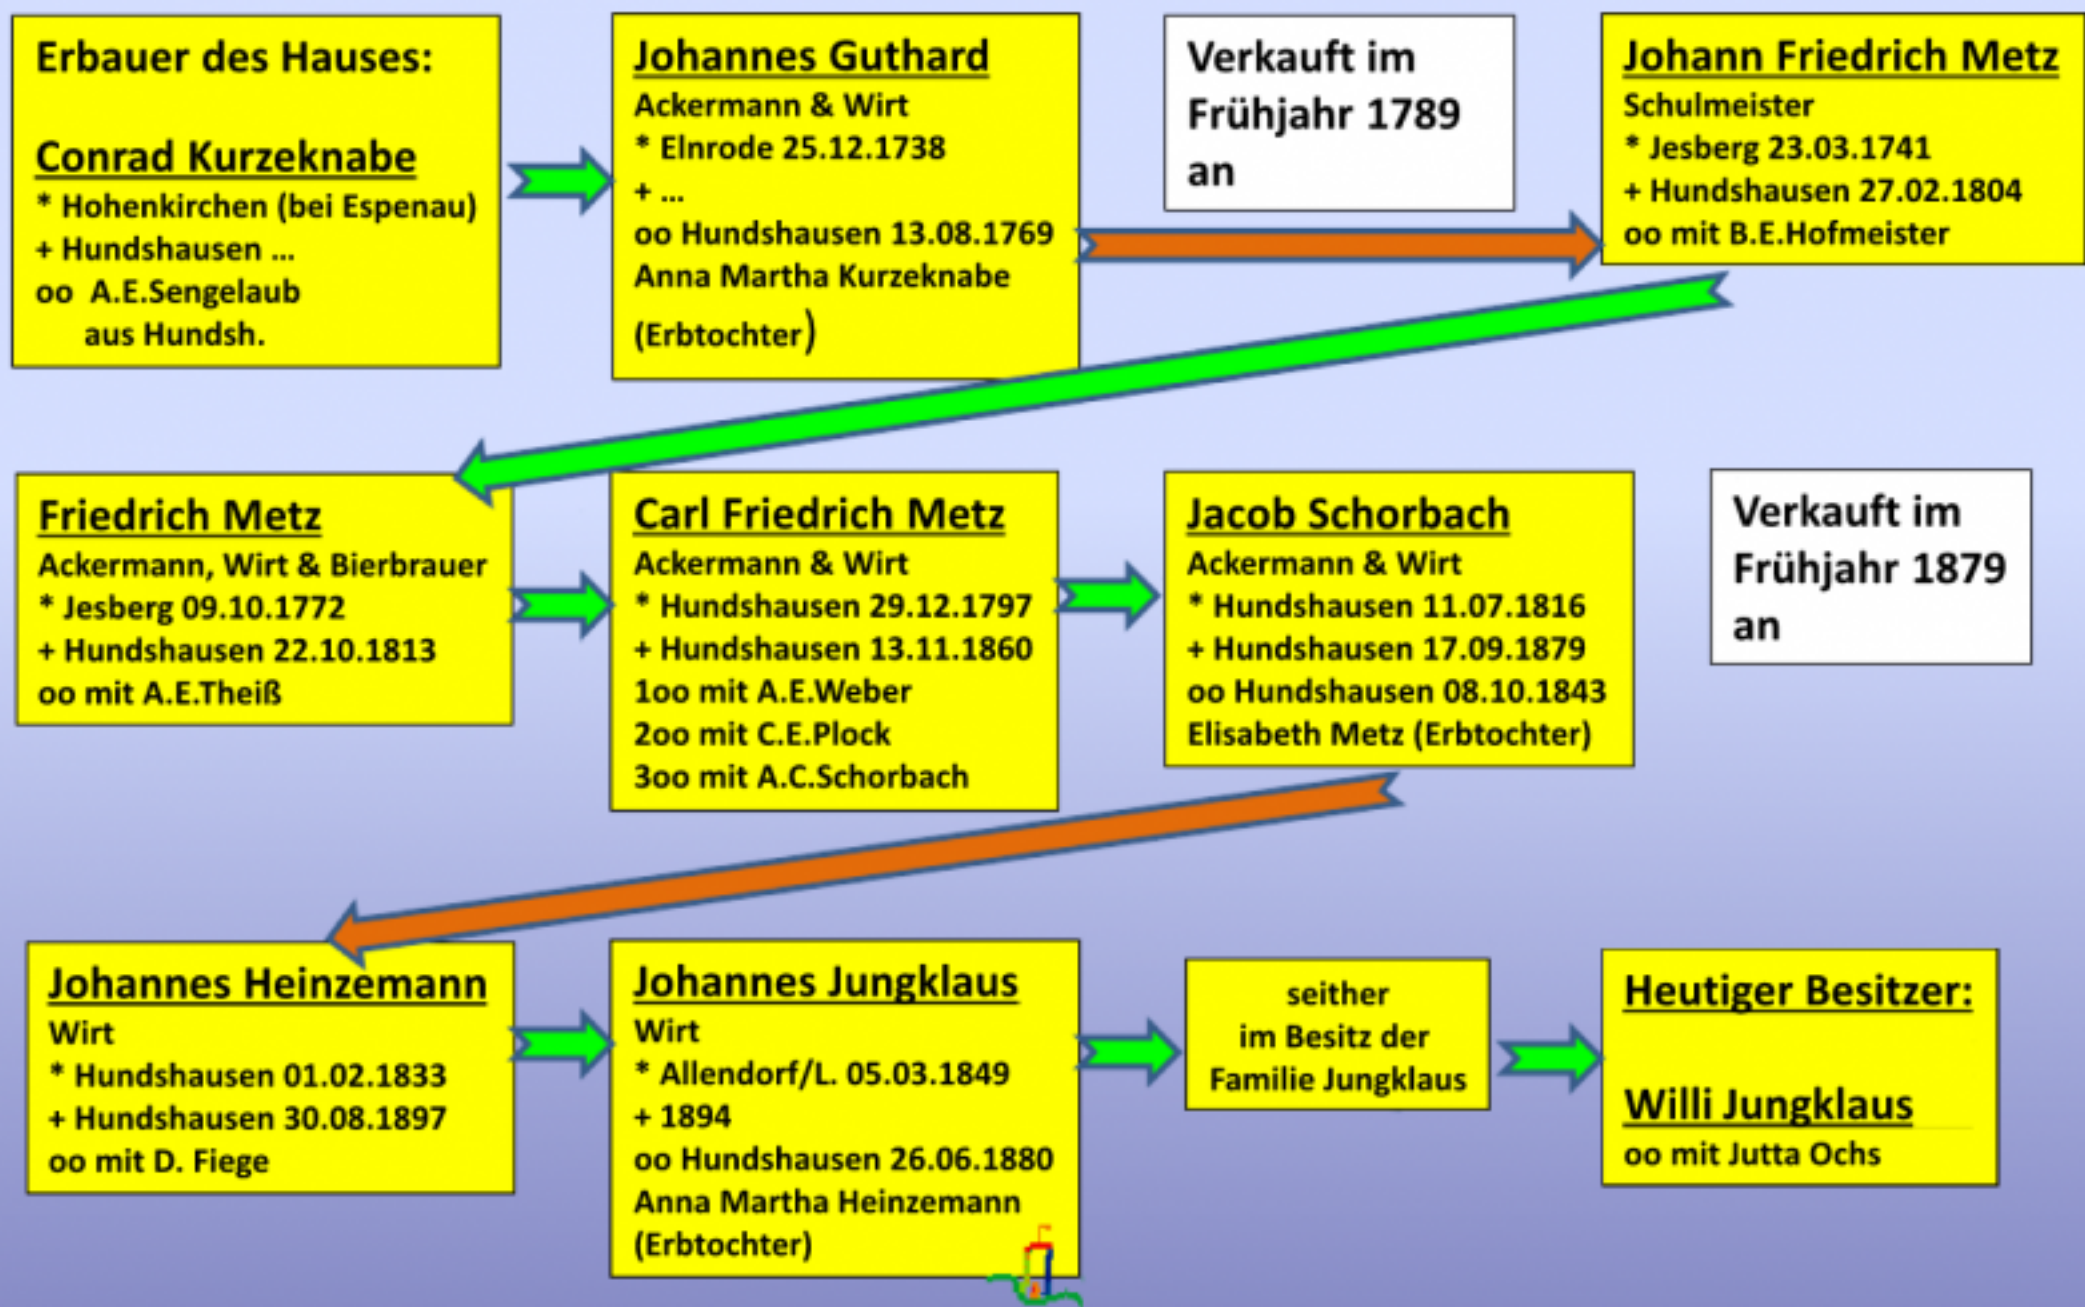 Erbauer des Hauses:
Conrad Kurzeknabe
* Hohenkirchen (bei Espenau)
+ Hundshausen ...
oo A.E.Sengelaub
aus Hundsh.
Johannes Guthard
Ackermann & Wirt
* Elnrode 25.12.1738
+ ...
oo Hundshausen 13.08.1769
Anna Martha Kurzeknabe
(Erbtochter)
Verkauft im
Frühjahr 1789
an
Johann Friedrich Metz
Schulmeister
* Jesberg 23.03.1741
+ Hundshausen 27.02.1804
oo mit B.E.Hofmeister
Friedrich Metz
Ackermann, Wirt & Bierbrauer
* Jesberg 09.10.1772
+ Hundshausen 22.10.1813
oo mit A.E.Theiß
Carl Friedrich Metz
Ackermann & Wirt
* Hundshausen 29.12.1797
+ Hundshausen 13.11.1860
1oo mit A.E.Weber
2oo mit C.E.Plock
3oo mit A.C.Schorbach
Jacob Schorbach
Ackermann & Wirt
* Hundshausen 11.07.1816
+ Hundshausen 17.09.1879
oo Hundshausen 08.10.1843
Elisabeth Metz (Erbtochter)
Verkauft im
Frühjahr 1879
an
Johannes Heinzemann
Wirt
* Hundshausen 01.02.1833
+ Hundshausen 30.08.1897
oo mit D. Fiege
Johannes Jungklaus
Wirt
* Allendorf/L. 05.03.1849
+ 1894
oo Hundshausen 26.06.1880
Anna Martha Heinzemann
(Erbtochter)
seither
im Besitz der
Familie Jungklaus
Heutiger Besitzer:
Willi Jungklaus
oo mit Jutta Ochs